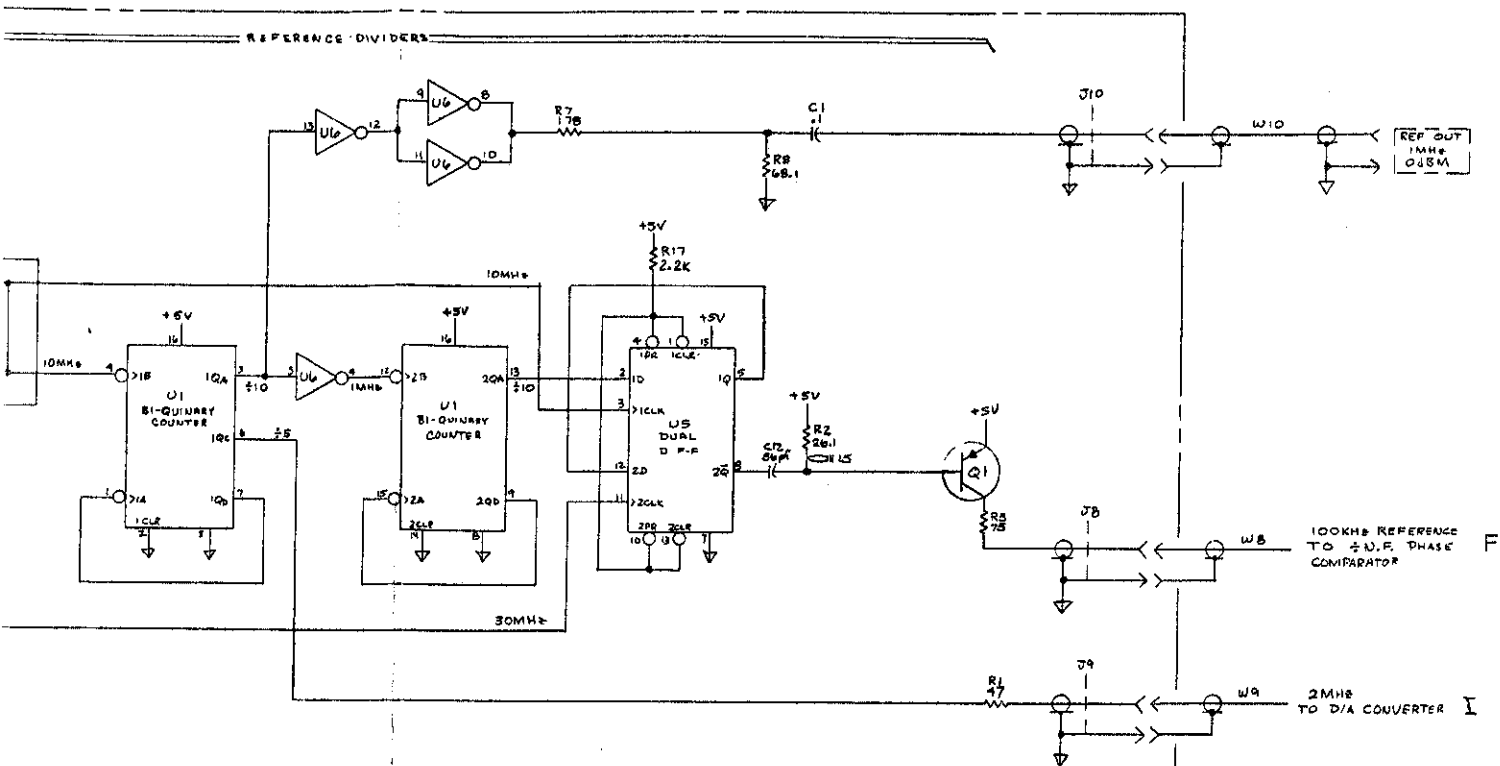 REFERENCE DIVIDERS
J10
C1
.1
R7
178
9 U6 8
13 U6 12
11 U6 10
R8
68.1
W10
REF OUT
1MHz
0dBM
+5V
R17
2.2K
10MHz
+5V
16
+5V
16
4 1 +5V
15
1PR 1CLR
10MHz
4 >1B 1QA 3
÷10
5 U6 4
1MHz
12 >2B 2QA 13
÷10
2 1D 1Q 5
3 >1CLK
U1
BI-QUINARY
COUNTER
U1
BI-QUINARY
COUNTER
U5
DUAL
D F-F
1QC 6 ÷5
+5V
R2
26.1
C12
56pf
+5V
Q1
12 2D 2Q
11 >2CLK
1 >1A 1QD 7
15 >2A 2QD 9
1CLR
2 8
2CLR
14
2PR 2CLR
10 13 7
R3
75
J8
W8
100KHz REFERENCE
TO ÷N.F. PHASE
COMPARATOR
F
30MHz
J9
R1
47
W9
2MHz
TO D/A CONVERTER
I